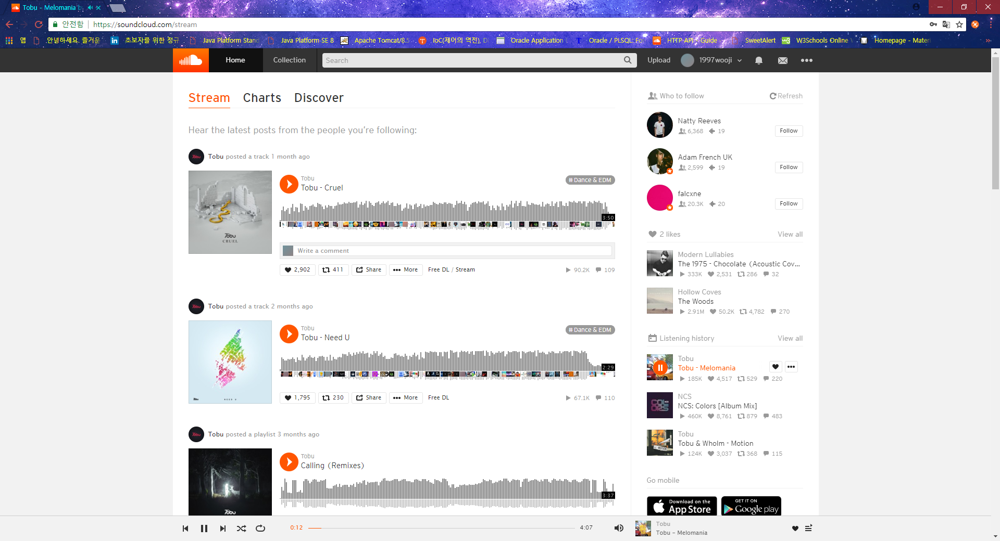 Tobu - Melomania b
안전함 https://soundcloud.com/stream
앱 안녕하세요. 즐거운 초보자를 위한 정규 Java Platform Stand Java Platform SE 8 Apache Tomcat/8.5 IoC(제어의 역전), D Oracle Application Oracle / PLSQL: HTTP API - Guide SweetAlert W3Schools Online Homepage - Materi
Home Collection Search Upload 1997wooji
Stream Charts Discover
Hear the latest posts from the people you're following:
Tobu posted a track 1 month ago
Tobu
# Dance & EDM
Tobu - Cruel
3:50
Tobu
CRUEL
Write a comment
2,902 411 Share More Free DL / Stream 90.2K 109
Tobu posted a track 2 months ago
Tobu
# Dance & EDM
Tobu - Need U
2:29
1,795 230 Share More Free DL 67.1K 110
Tobu posted a playlist 3 months ago
Tobu
Calling (Remixes)
3:37
Tobu
Who to follow Refresh
Natty Reeves
6,368 19 Follow
Adam French UK
2,599 19 Follow
falcxne
20.3K 20 Follow
2 likes View all
Modern Lullabies
The 1975 - Chocolate (Acoustic Cov...
333K 2,531 286 32
Hollow Coves
The Woods
2.91M 50.2K 4,782 270
Listening history View all
Tobu
Tobu - Melomania
185K 4,517 529 220
NCS
NCS: Colors [Album Mix]
460K 8,761 879 483
Tobu
Tobu & Wholm - Motion
124K 3,037 368 115
Go mobile
Download on the
App Store
GET IT ON
Google play
0:12 4:07
Tobu
Tobu – Melomania